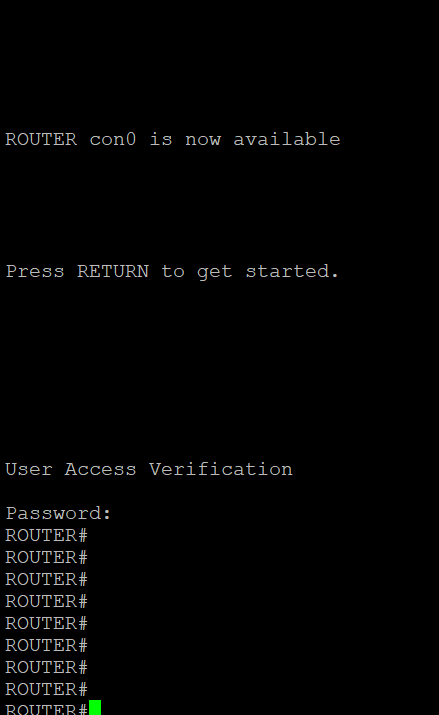 ROUTER con0 is now available
Press RETURN to get started.
User Access Verification
Password:
ROUTER#
ROUTER#
ROUTER#
ROUTER#
ROUTER#
ROUTER#
ROUTER#
ROUTER#
ROUTER#